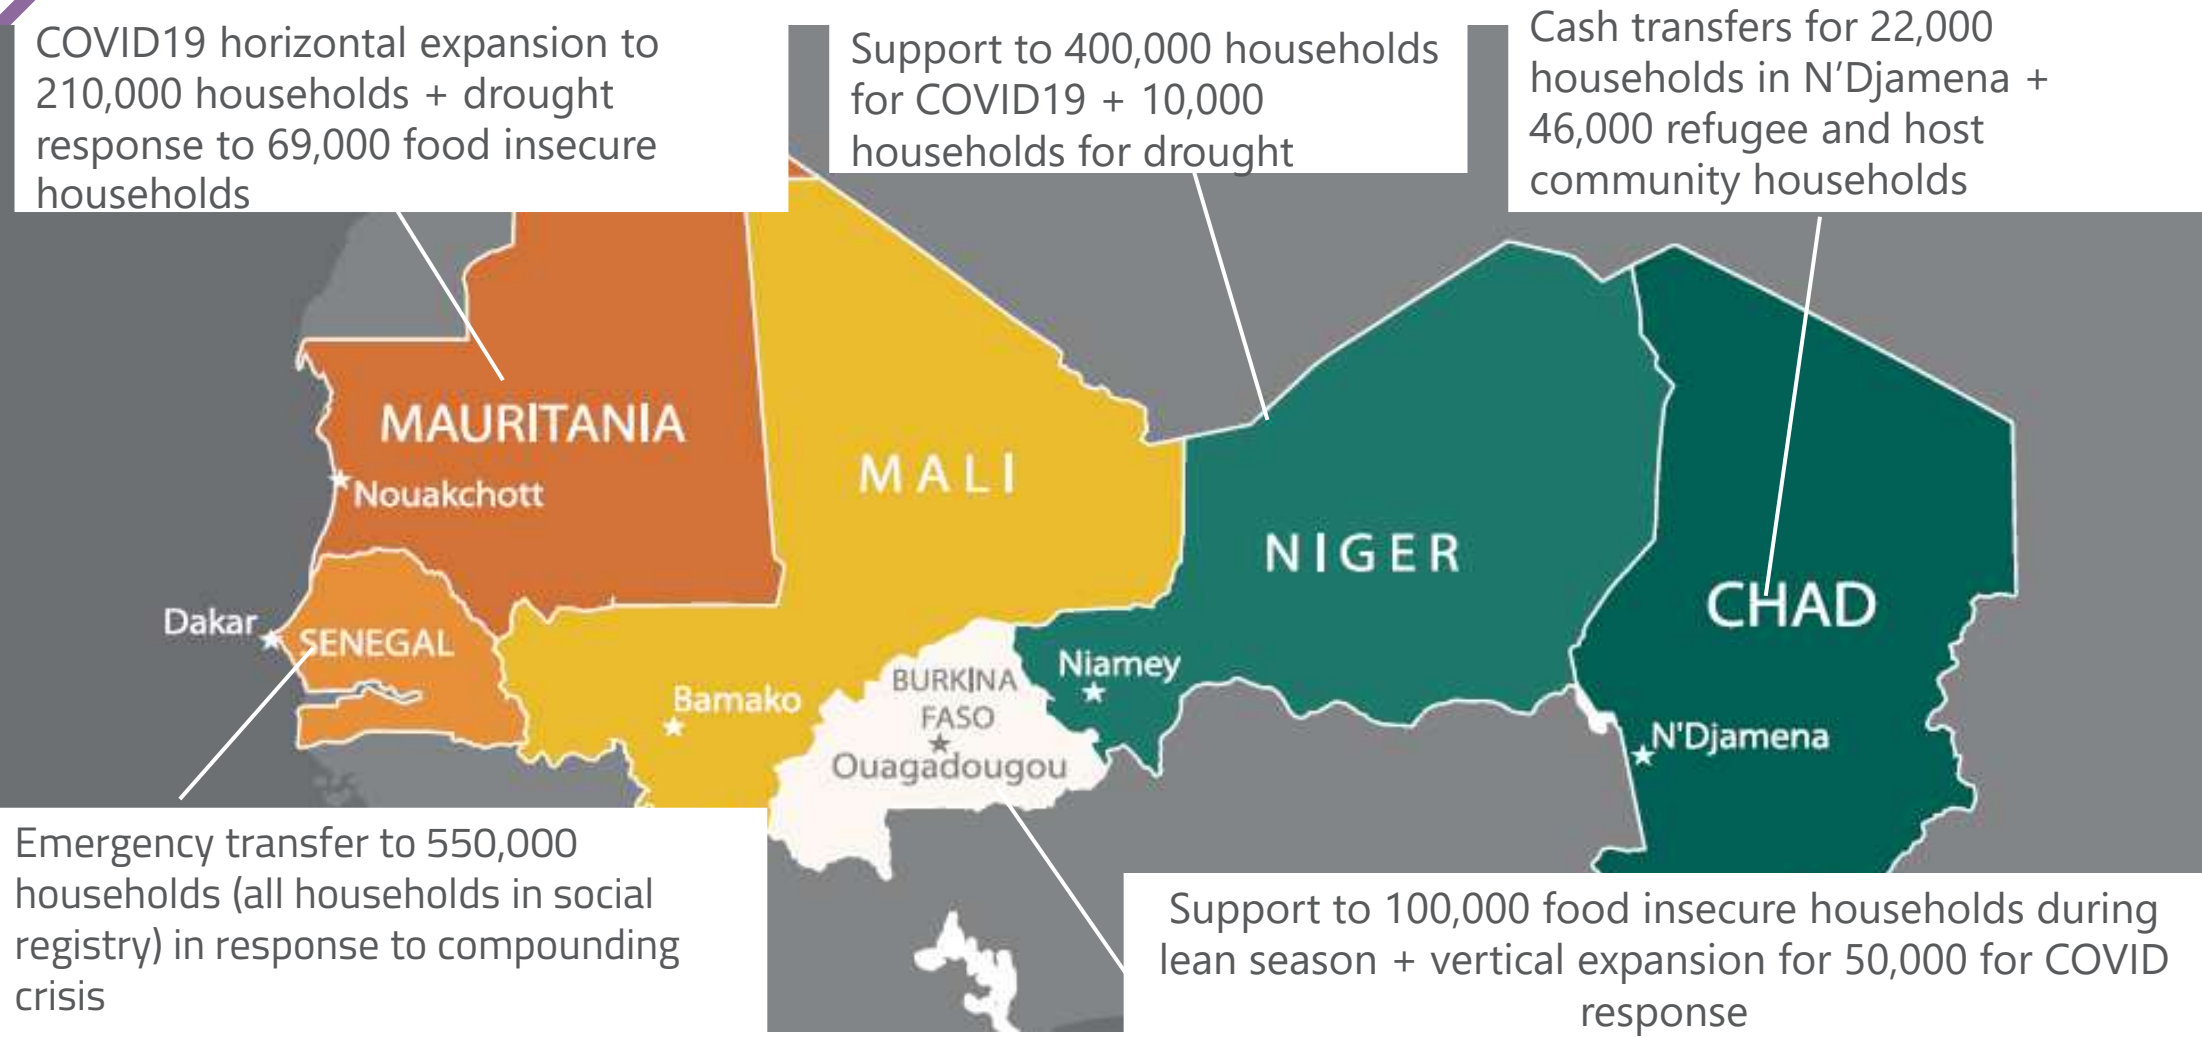 COVID19 horizontal expansion to
210,000 households + drought
response to 69,000 food insecure
households
Support to 400,000 households
for COVID19 + 10,000
households for drought
Cash transfers for 22,000
households in N'Djamena +
46,000 refugee and host
community households
MAURITANIA
Nouakchott
MALI
NIGER
CHAD
Dakar
SENEGAL
Bamako
BURKINA
FASO
Ouagadougou
Niamey
N'Djamena
Emergency transfer to 550,000
households (all households in social
registry) in response to compounding
crisis
Support to 100,000 food insecure households during
lean season + vertical expansion for 50,000 for COVID
response